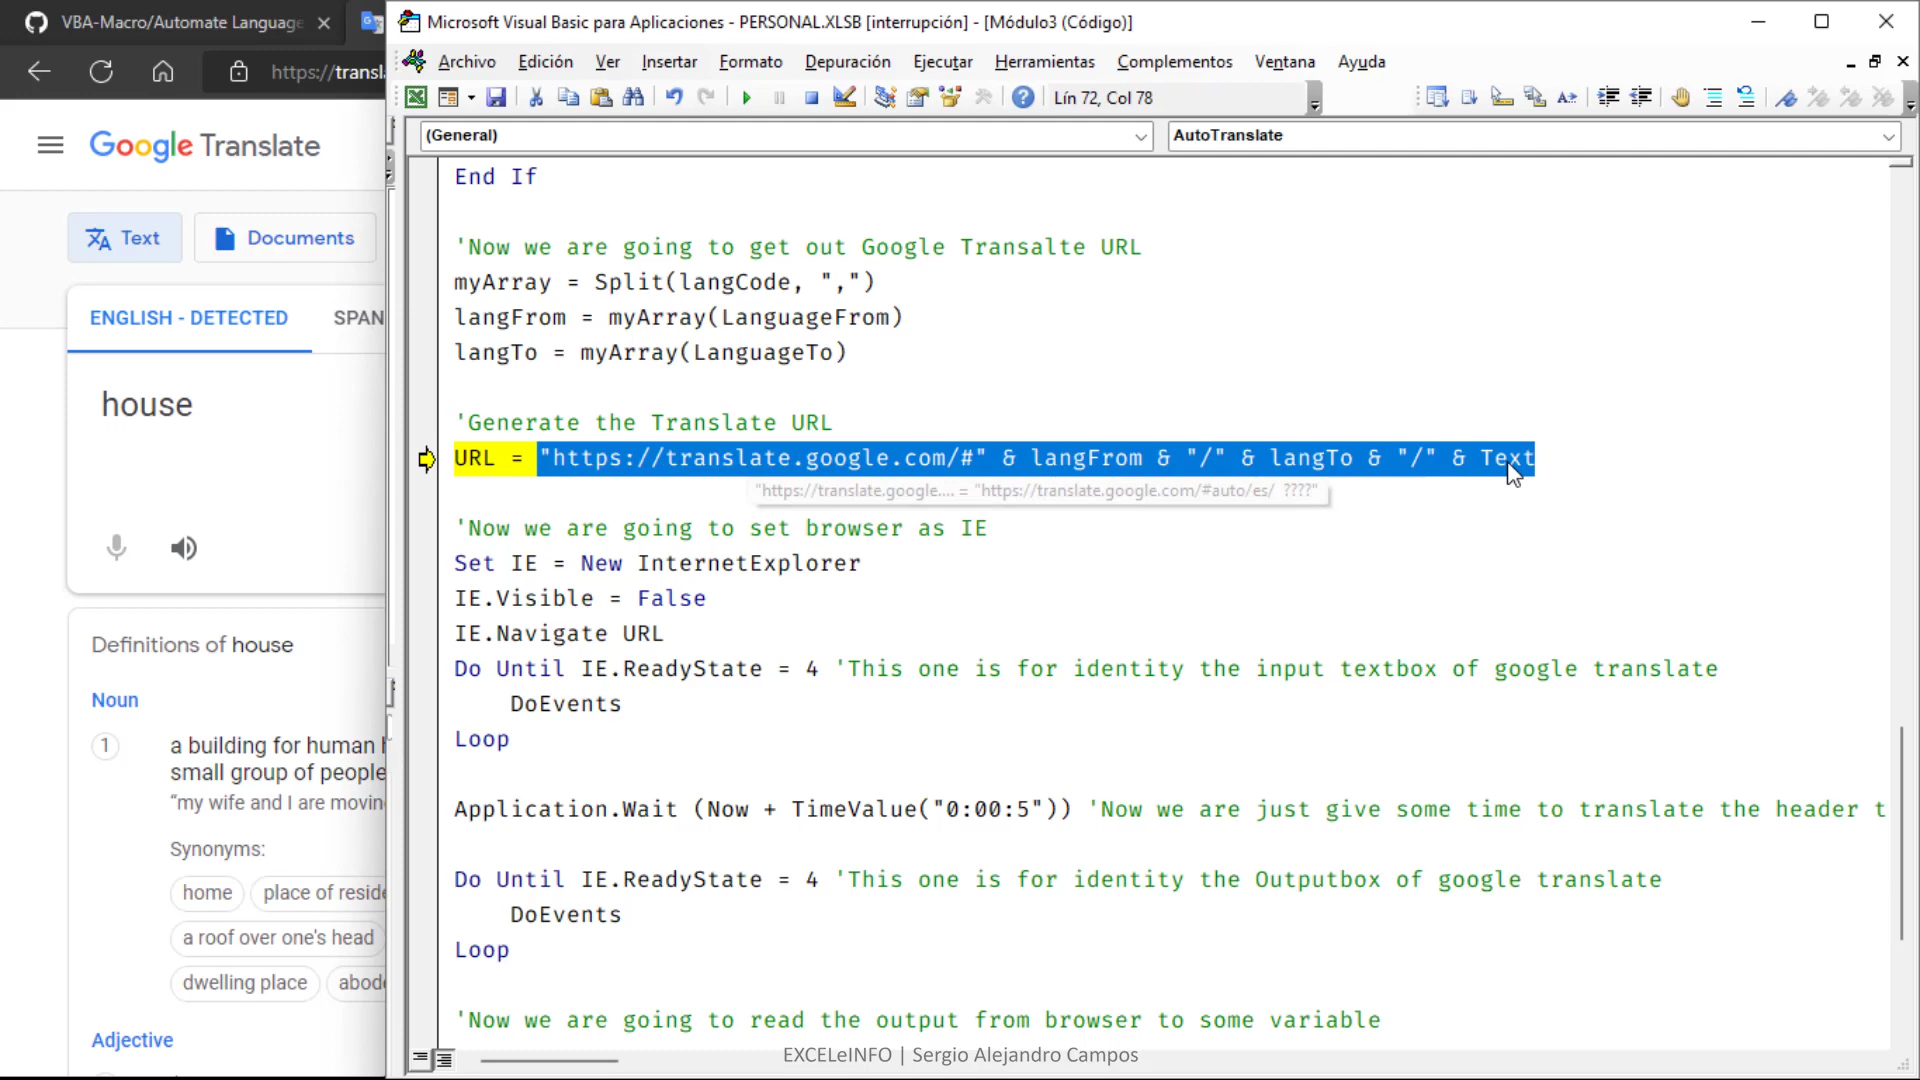 VBA-Macro/Automate Language
https://transl
Google Translate
Text
Documents
ENGLISH - DETECTED
SPAN
house
Definitions of house
Noun
1
a building for human h
small group of people
“my wife and I are movin
Synonyms:
home
place of reside
a roof over one's head
dwelling place
abode
Adjective
Microsoft Visual Basic para Aplicaciones - PERSONAL.XLSB [interrupción] - [Módulo3 (Código)]
Archivo Edición Ver Insertar Formato Depuración Ejecutar Herramientas Complementos Ventana Ayuda
Lín 72, Col 78
(General)
AutoTranslate
End If
'Now we are going to get out Google Transalte URL
myArray = Split(langCode, ",")
langFrom = myArray(LanguageFrom)
langTo = myArray(LanguageTo)
'Generate the Translate URL
URL = "https://translate.google.com/#" & langFrom & "/" & langTo & "/" & Text
"https://translate.google.... = "https://translate.google.com/#auto/es/ ????"
'Now we are going to set browser as IE
Set IE = New InternetExplorer
IE.Visible = False
IE.Navigate URL
Do Until IE.ReadyState = 4 'This one is for identity the input textbox of google translate
DoEvents
Loop
Application.Wait (Now + TimeValue("0:00:5")) 'Now we are just give some time to translate the header t
Do Until IE.ReadyState = 4 'This one is for identity the Outputbox of google translate
DoEvents
Loop
'Now we are going to read the output from browser to some variable
EXCELeINFO | Sergio Alejandro Campos